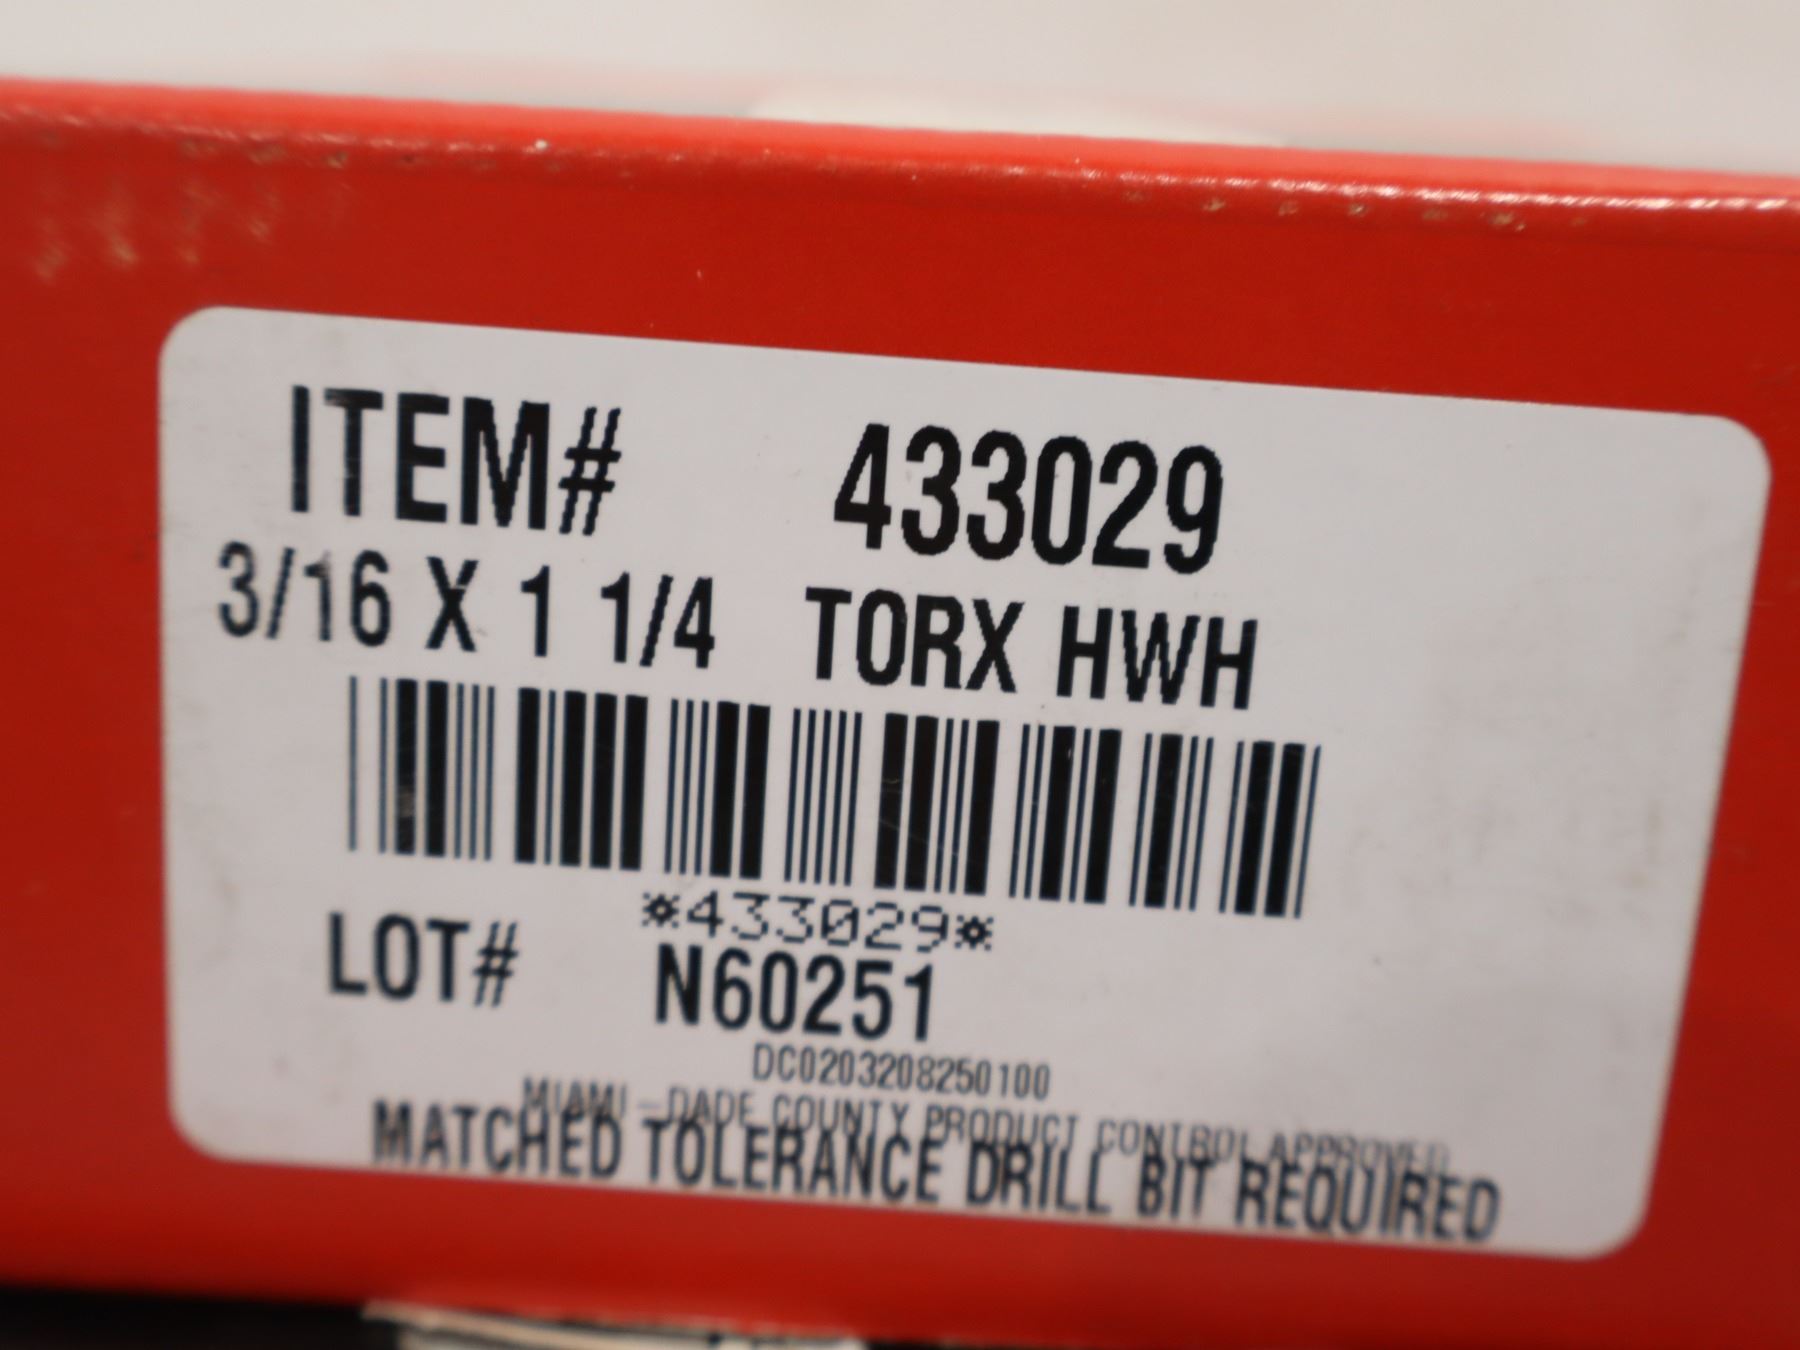 ITEM# 433029
3/16 X 1 1/4 TORX HWH
*433029*
LOT# N60251
DC0203208250100
MIAMI-DADE COUNTY PRODUCT CONTROL APPROVED
MATCHED TOLERANCE DRILL BIT REQUIRED